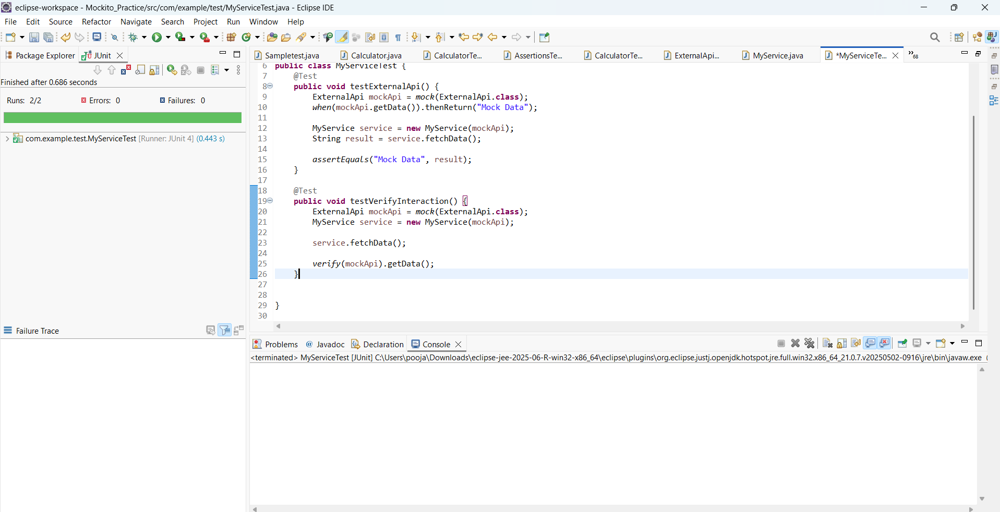 eclipse-workspace - Mockito_Practice/src/com/example/test/MyServiceTest.java - Eclipse IDE
File Edit Source Refactor Navigate Search Project Run Window Help
Package Explorer JUnit
Finished after 0.686 seconds
Runs: 2/2 Errors: 0 Failures: 0
com.example.test.MyServiceTest [Runner: JUnit 4] (0.443 s)
Failure Trace
Sampletest.java Calculator.java CalculatorTe... AssertionsTe... CalculatorTe... ExternalApi... MyService.java *MyServiceTe... »68
6 public class MyServiceTest {
7 @Test
8 public void testExternalApi() {
9 ExternalApi mockApi = mock(ExternalApi.class);
10 when(mockApi.getData()).thenReturn("Mock Data");
11
12 MyService service = new MyService(mockApi);
13 String result = service.fetchData();
14
15 assertEquals("Mock Data", result);
16 }
17
18 @Test
19 public void testVerifyInteraction() {
20 ExternalApi mockApi = mock(ExternalApi.class);
21 MyService service = new MyService(mockApi);
22
23 service.fetchData();
24
25 verify(mockApi).getData();
26 }
27
28
29 }
30
Problems @ Javadoc Declaration Console
<terminated> MyServiceTest [JUnit] C:\Users\pooja\Downloads\eclipse-jee-2025-06-R-win32-x86_64\eclipse\plugins\org.eclipse.justj.openjdk.hotspot.jre.full.win32.x86_64_21.0.7.v20250502-0916\jre\bin\javaw.exe (